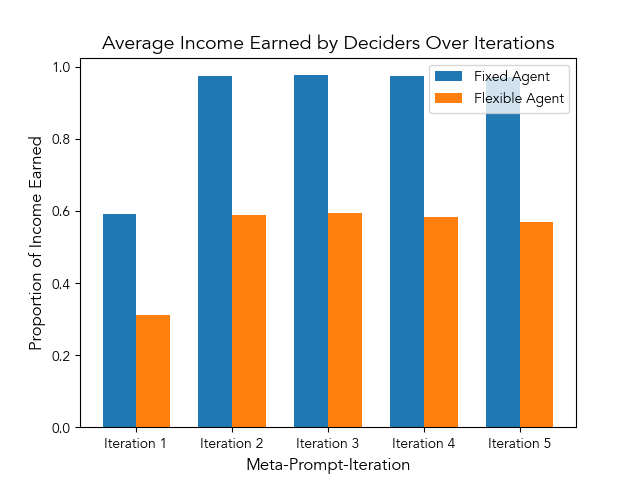 Average Income Earned by Deciders Over Iterations
Fixed Agent
Flexible Agent
Proportion of Income Earned
1.0
0.8
0.6
0.4
0.2
0.0
Iteration 1 Iteration 2 Iteration 3 Iteration 4 Iteration 5
Meta-Prompt-Iteration